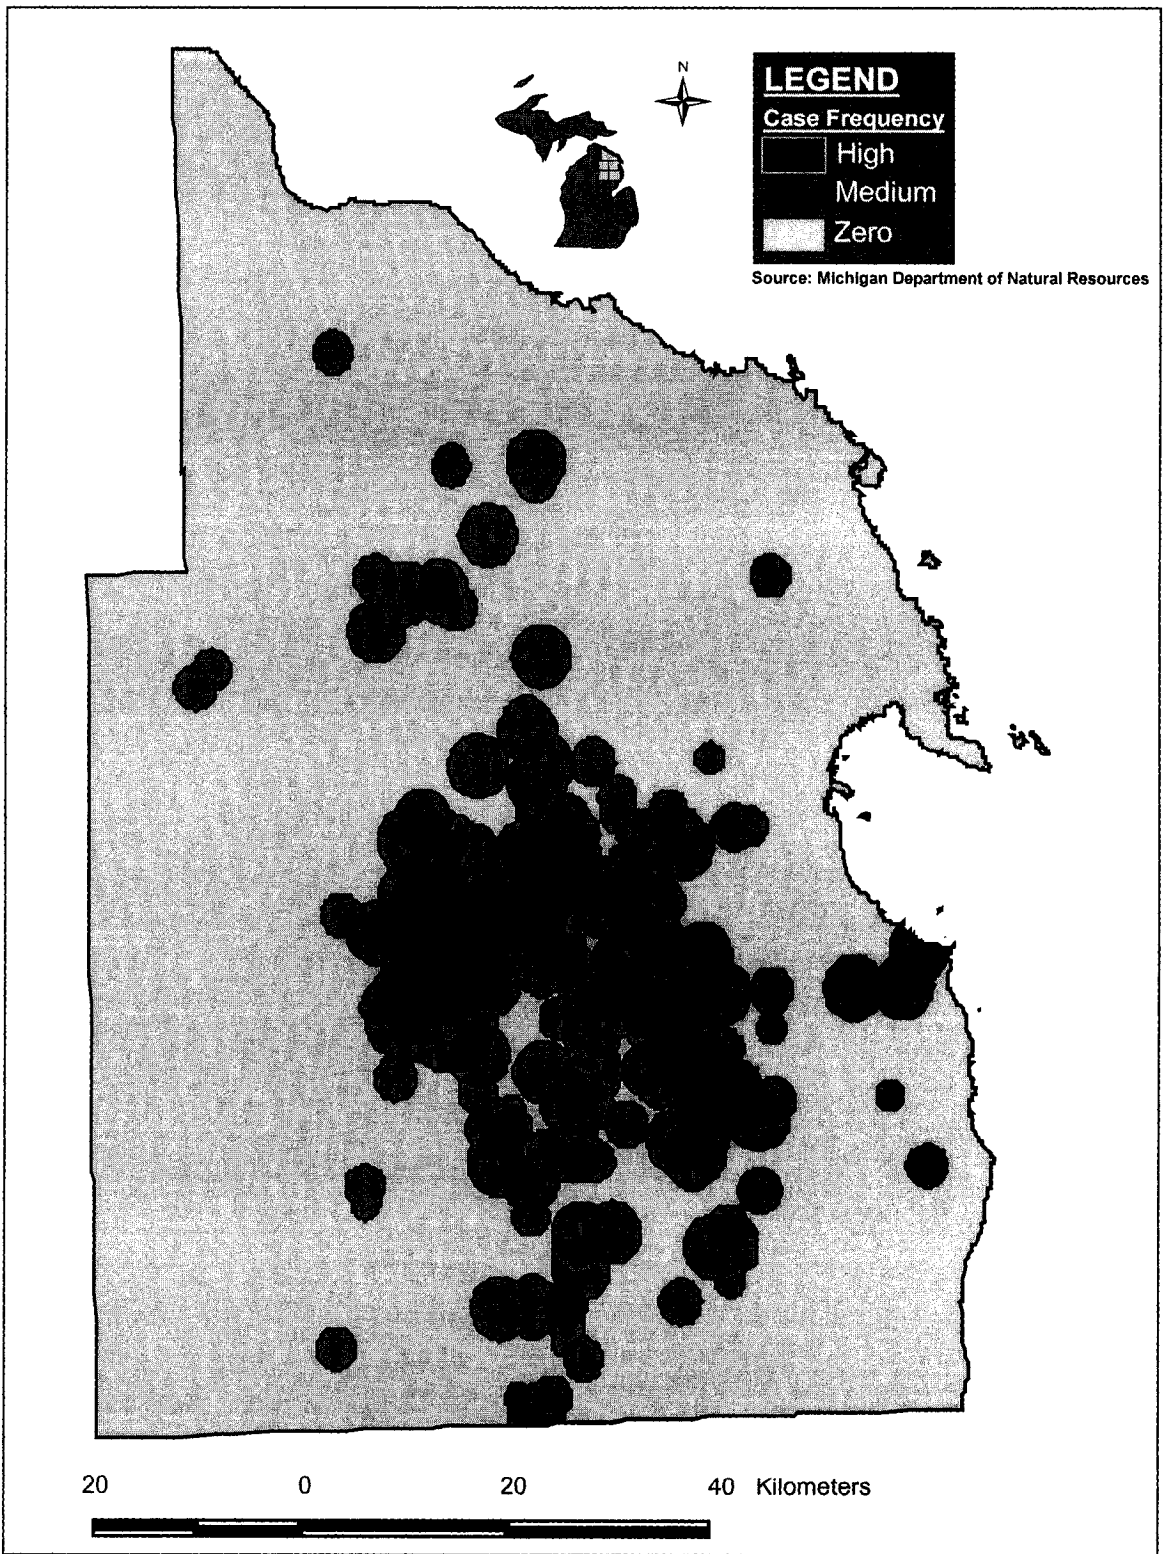 N
LEGEND
Case Frequency
High
Medium
Zero
Source: Michigan Department of Natural Resources
20 0 20 40 Kilometers